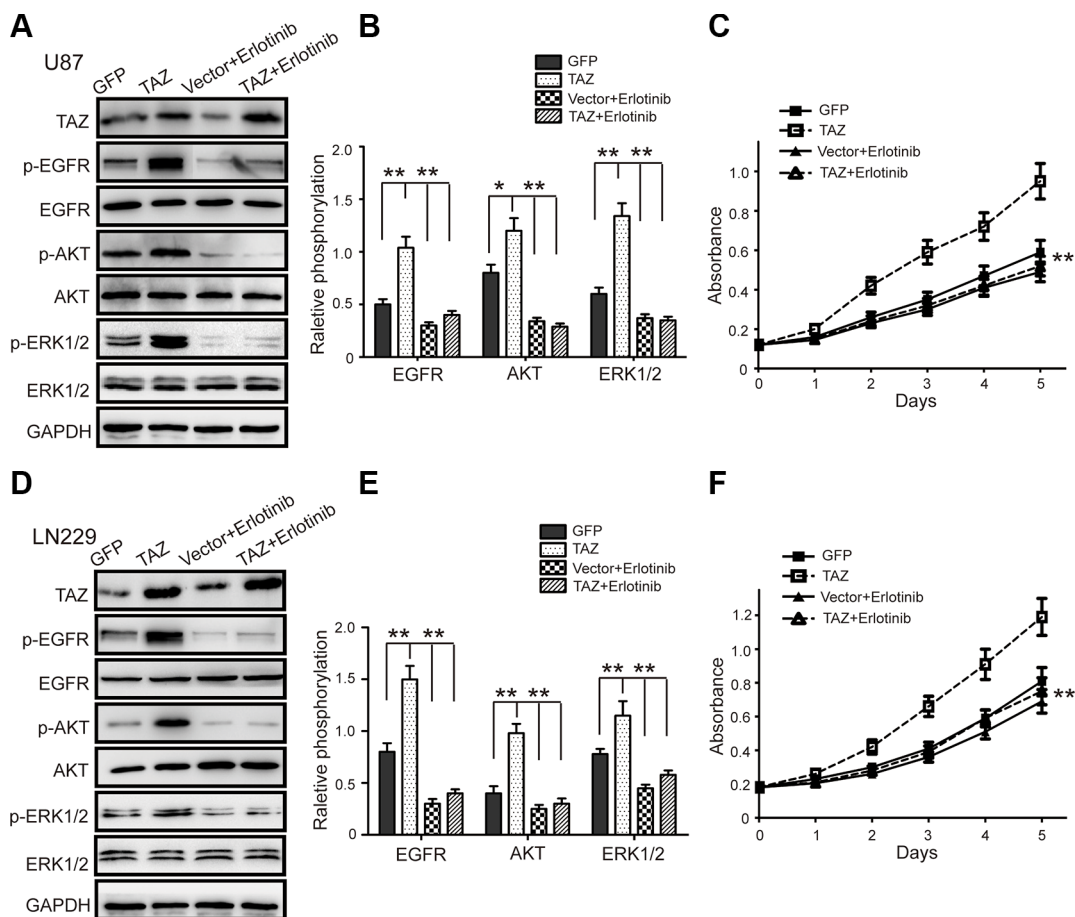 A
U87
GFP
TAZ
Vector+Erlotinib
TAZ+Erlotinib
TAZ
p-EGFR
EGFR
p-AKT
AKT
p-ERK1/2
ERK1/2
GAPDH
B
GFP
TAZ
Vector+Erlotinib
TAZ+Erlotinib
Raletive phosphorylation
2.0
1.5
1.0
0.5
0
** **
* **
** **
EGFR AKT ERK1/2
C
GFP
TAZ
Vector+Erlotinib
TAZ+Erlotinib
Absorbance
1.0
0.8
0.6
0.4
0.2
0
**
0 1 2 3 4 5
Days
D
LN229
GFP
TAZ
Vector+Erlotinib
TAZ+Erlotinib
TAZ
p-EGFR
EGFR
p-AKT
AKT
p-ERK1/2
ERK1/2
GAPDH
E
GFP
TAZ
Vector+Erlotinib
TAZ+Erlotinib
Raletive phosphorylation
2.0
1.5
1.0
0.5
0
** **
** **
** **
EGFR AKT ERK1/2
F
GFP
TAZ
Vector+Erlotinib
TAZ+Erlotinib
Absorbance
1.2
1.0
0.8
0.6
0.4
0.2
0
**
0 1 2 3 4 5
Days